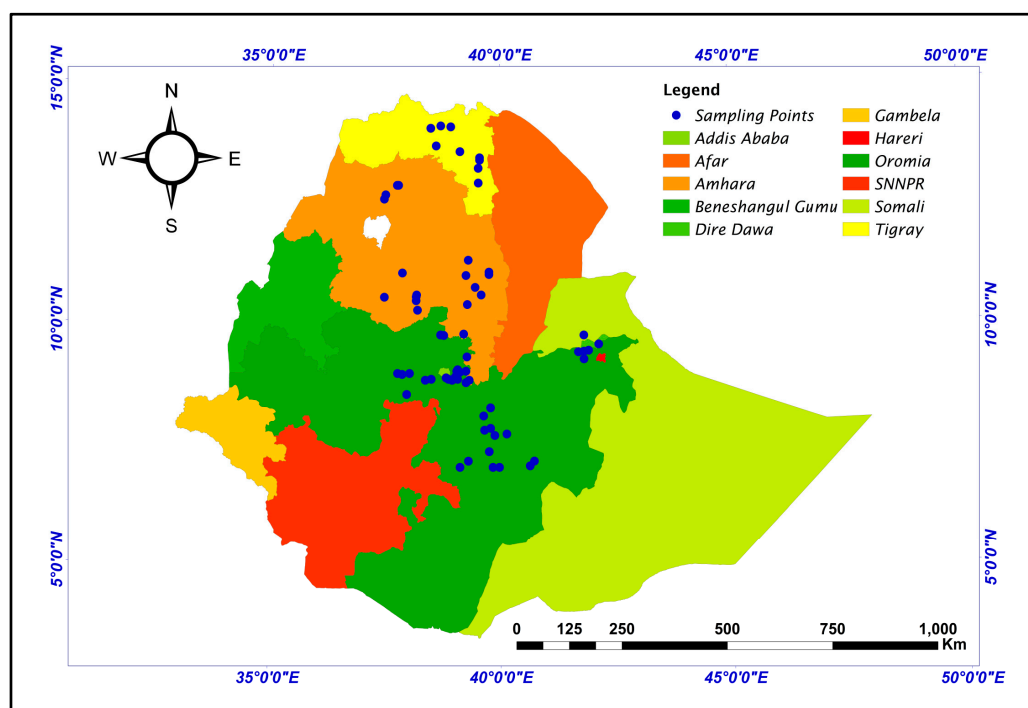 35°0'0"E 40°0'0"E 45°0'0"E 50°0'0"E
15°0'0"N
15°0'0"N
N
W E
S
Legend
Sampling Points
Addis Ababa
Afar
Amhara
Beneshangul Gumu
Dire Dawa
Gambela
Hareri
Oromia
SNNPR
Somali
Tigray
10°0'0"N
10°0'0"N
5°0'0"N
5°0'0"N
0 125 250 500 750 1,000
Km
35°0'0"E 40°0'0"E 45°0'0"E 50°0'0"E